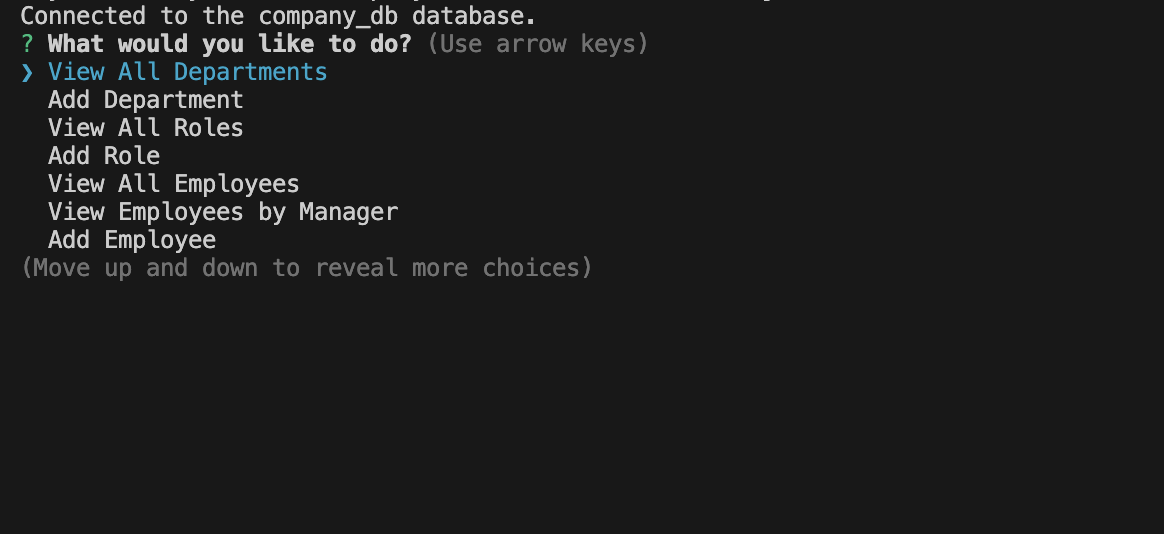 Connected to the company_db database.
? What would you like to do? (Use arrow keys)
❯ View All Departments
Add Department
View All Roles
Add Role
View All Employees
View Employees by Manager
Add Employee
(Move up and down to reveal more choices)